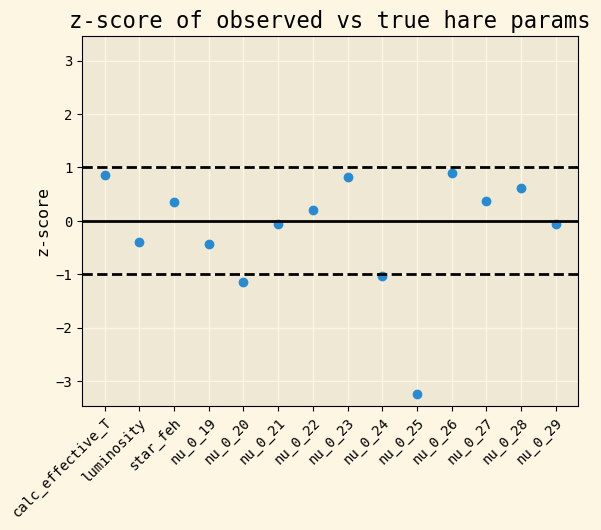 z-score of observed vs true hare params
z-score
3
2
1
0
−1
−2
−3
calc_effective_T
luminosity
star_feh
nu_0_19
nu_0_20
nu_0_21
nu_0_22
nu_0_23
nu_0_24
nu_0_25
nu_0_26
nu_0_27
nu_0_28
nu_0_29